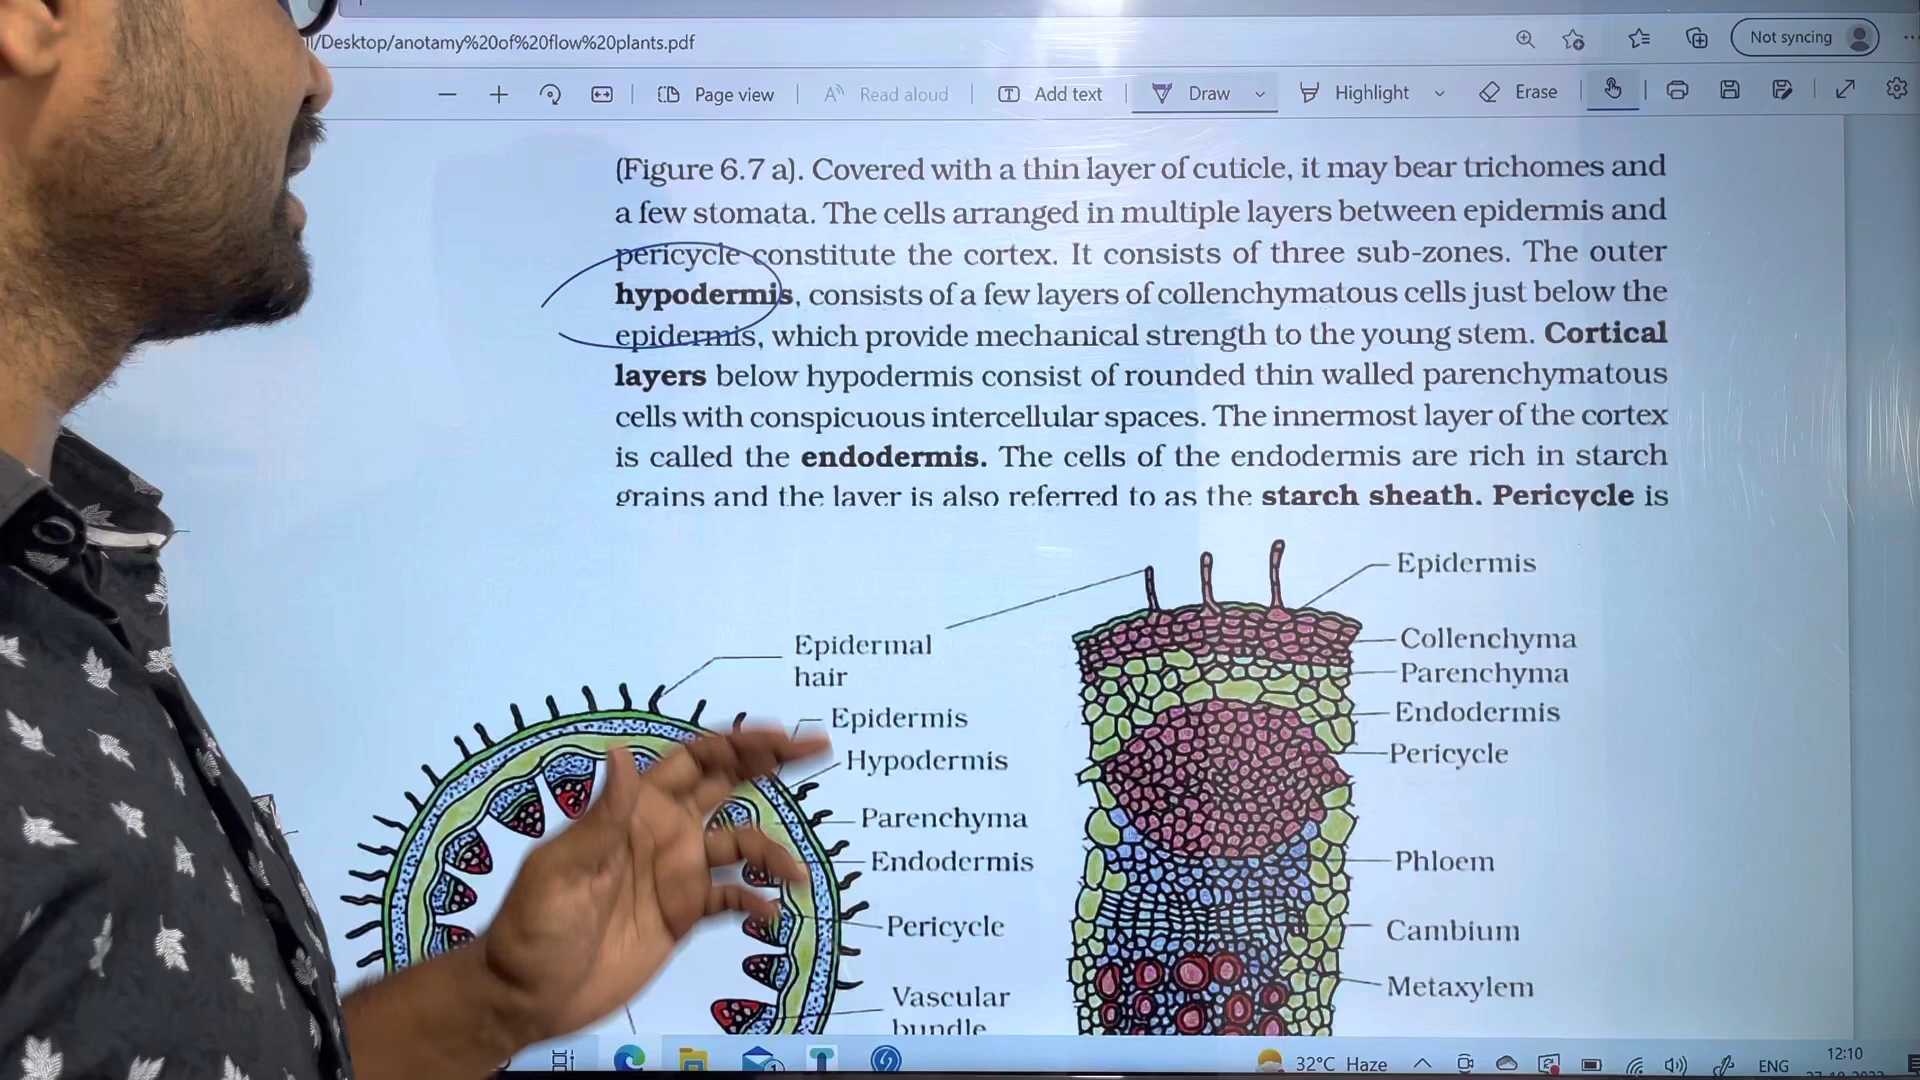 ll/Desktop/anotamy%20of%20flow%20plants.pdf
Not syncing
Page view
Read aloud
Add text
Draw
Highlight
Erase
(Figure 6.7 a). Covered with a thin layer of cuticle, it may bear trichomes and
a few stomata. The cells arranged in multiple layers between epidermis and
pericycle constitute the cortex. It consists of three sub-zones. The outer
hypodermis, consists of a few layers of collenchymatous cells just below the
epidermis, which provide mechanical strength to the young stem. Cortical
layers below hypodermis consist of rounded thin walled parenchymatous
cells with conspicuous intercellular spaces. The innermost layer of the cortex
is called the endodermis. The cells of the endodermis are rich in starch
grains and the layer is also referred to as the starch sheath. Pericycle is
Epidermal
hair
Epidermis
Hypodermis
Parenchyma
Endodermis
Pericycle
Vascular
bundle
Epidermis
Collenchyma
Parenchyma
Endodermis
Pericycle
Phloem
Cambium
Metaxylem
32°C Haze
ENG
12:10